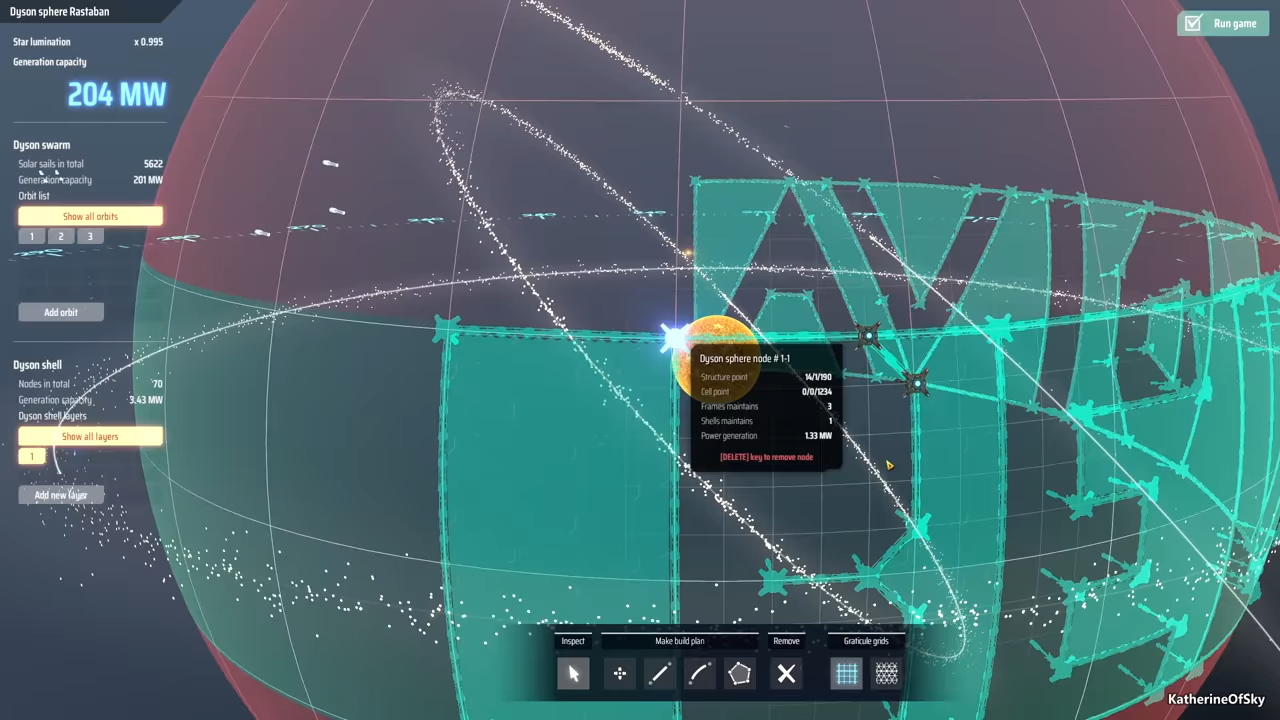 Dyson sphere Rastaban
Run game
Star lumination x 0.995
Generation capacity
204 MW
Dyson swarm
Solar sails in total 5622
Generation capacity 201 MW
Orbit list
Show all orbits
1 2 3
Add orbit
Dyson shell
Nodes in total 70
Generation capacity 3.43 MW
Dyson shell layers
Show all layers
1
Add new layer
Dyson sphere node # 1-1
Structure point 14/1/190
Cell point 0/0/1234
Frames maintains 3
Shells maintains 1
Power generation 1.33 MW
[DELETE] key to remove node
Inspect Make build plan Remove Graticule grids
KatherineOfSky